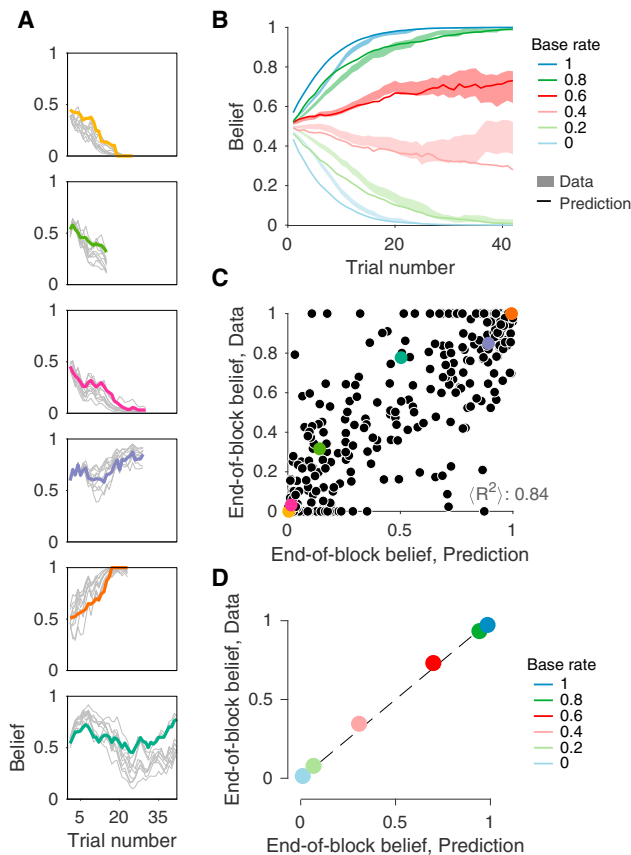 A
1
0.5
0
1
0.5
0
1
0.5
0
1
0.5
0
1
0.5
0
1
0.5
0
Belief
5 20 35
Trial number
B
1
0.8
0.6
0.4
0.2
0
Belief
0 20 40
Trial number
Base rate
1
0.8
0.6
0.4
0.2
0
Data
Prediction
C
1
0.8
0.6
0.4
0.2
0
End-of-block belief, Data
⟨R²⟩: 0.84
0 0.5 1
End-of-block belief, Prediction
D
1
0.5
0
End-of-block belief, Data
0 0.5 1
End-of-block belief, Prediction
Base rate
1
0.8
0.6
0.4
0.2
0